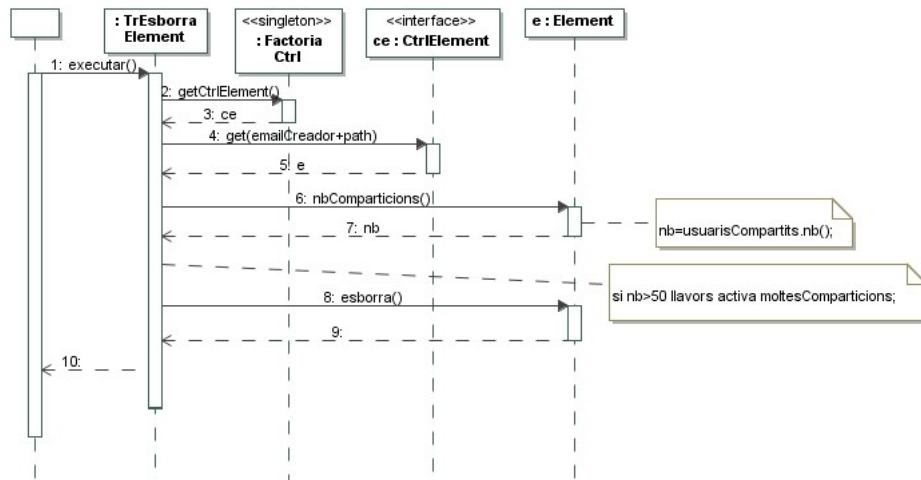 : TrEsborra
Element
<<singleton>>
: Factoria
Ctrl
<<interface>>
ce : CtrlElement
e : Element
1: executar()
2: getCtrlElement()
3: ce
4: get(emailCreador+path)
5: e
6: nbComparticions()
nb=usuarisCompartits.nb();
7: nb
si nb>50 llavors activa moltesComparticions;
8: esborra()
9:
10: